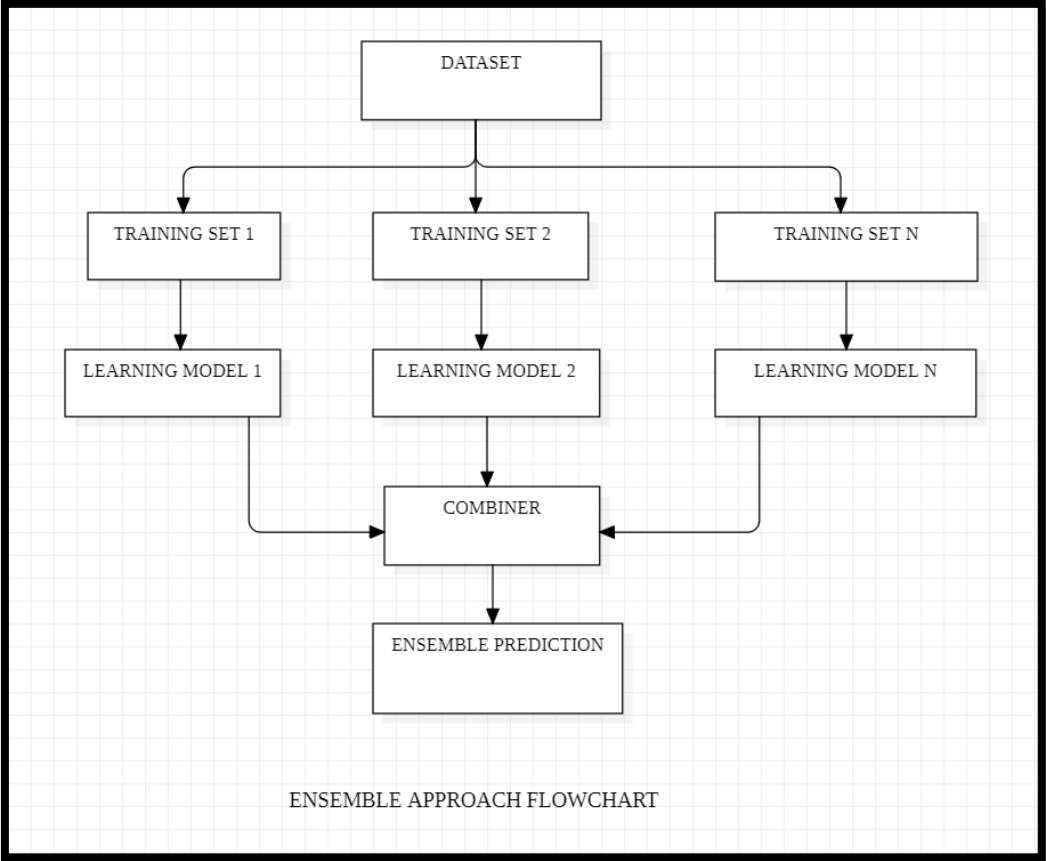 DATASET
TRAINING SET 1
TRAINING SET 2
TRAINING SET N
LEARNING MODEL 1
LEARNING MODEL 2
LEARNING MODEL N
COMBINER
ENSEMBLE PREDICTION
ENSEMBLE APPROACH FLOWCHART